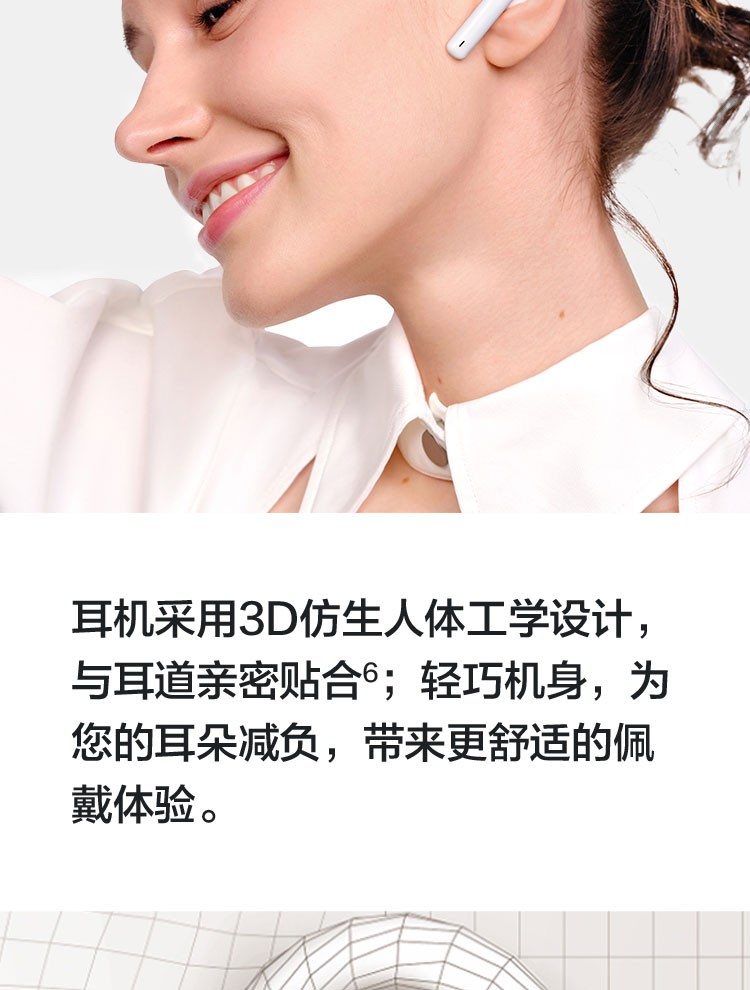 耳机采用3D仿生人体工学设计，
与耳道亲密贴合⁶；轻巧机身，为
您的耳朵减负，带来更舒适的佩
戴体验。